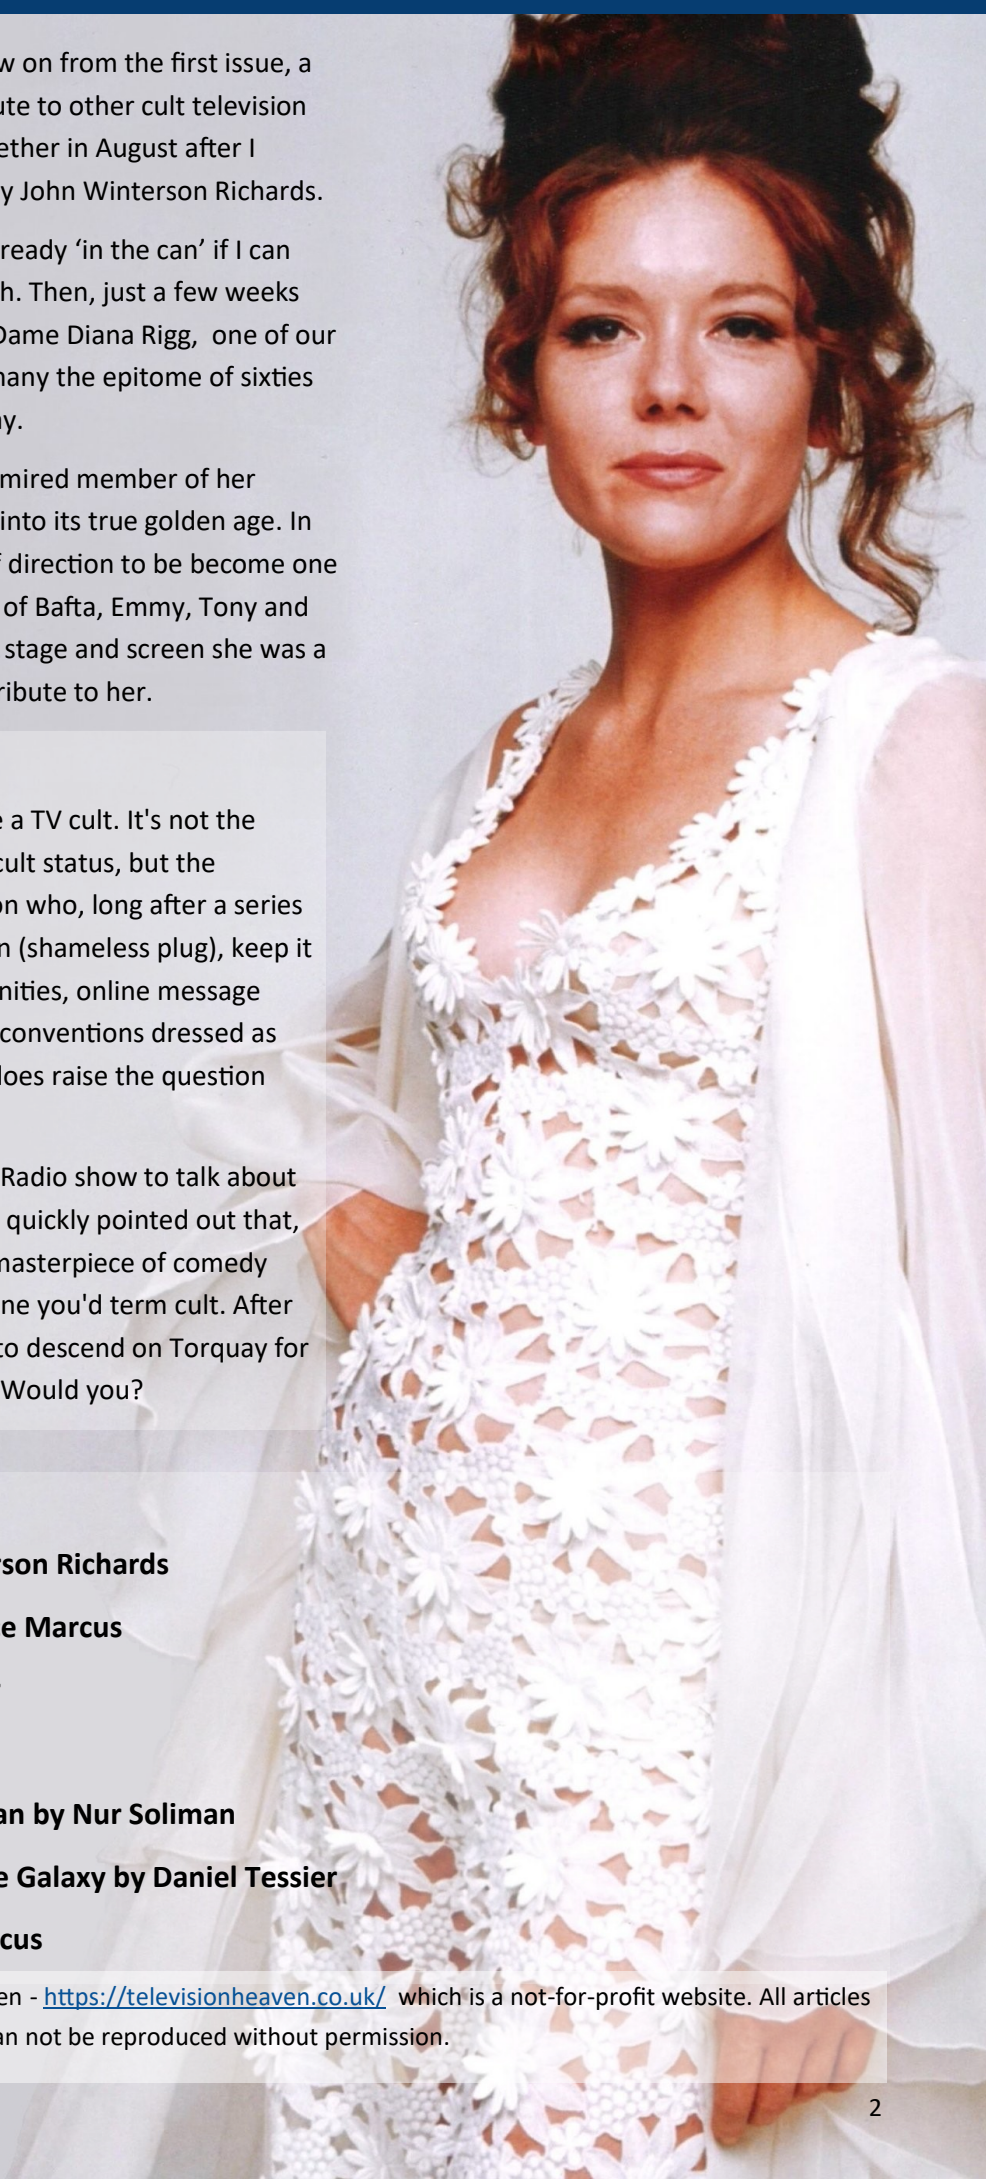 w on from the first issue, a
ute to other cult television
ether in August after I
y John Winterson Richards.
ready ‘in the can’ if I can
h. Then, just a few weeks
Dame Diana Rigg,  one of our
many the epitome of sixties
ay.
mired member of her
into its true golden age. In
f direction to be become one
of Bafta, Emmy, Tony and
stage and screen she was a
ribute to her.
e a TV cult. It's not the
cult status, but the
on who, long after a series
n (shameless plug), keep it
nities, online message
conventions dressed as
does raise the question
Radio show to talk about
quickly pointed out that,
masterpiece of comedy
ne you'd term cult. After
to descend on Torquay for
Would you?
rson Richards
e Marcus
an by Nur Soliman
e Galaxy by Daniel Tessier
cus
en - https://televisionheaven.co.uk/  which is a not-for-profit website. All articles
an not be reproduced without permission.
2